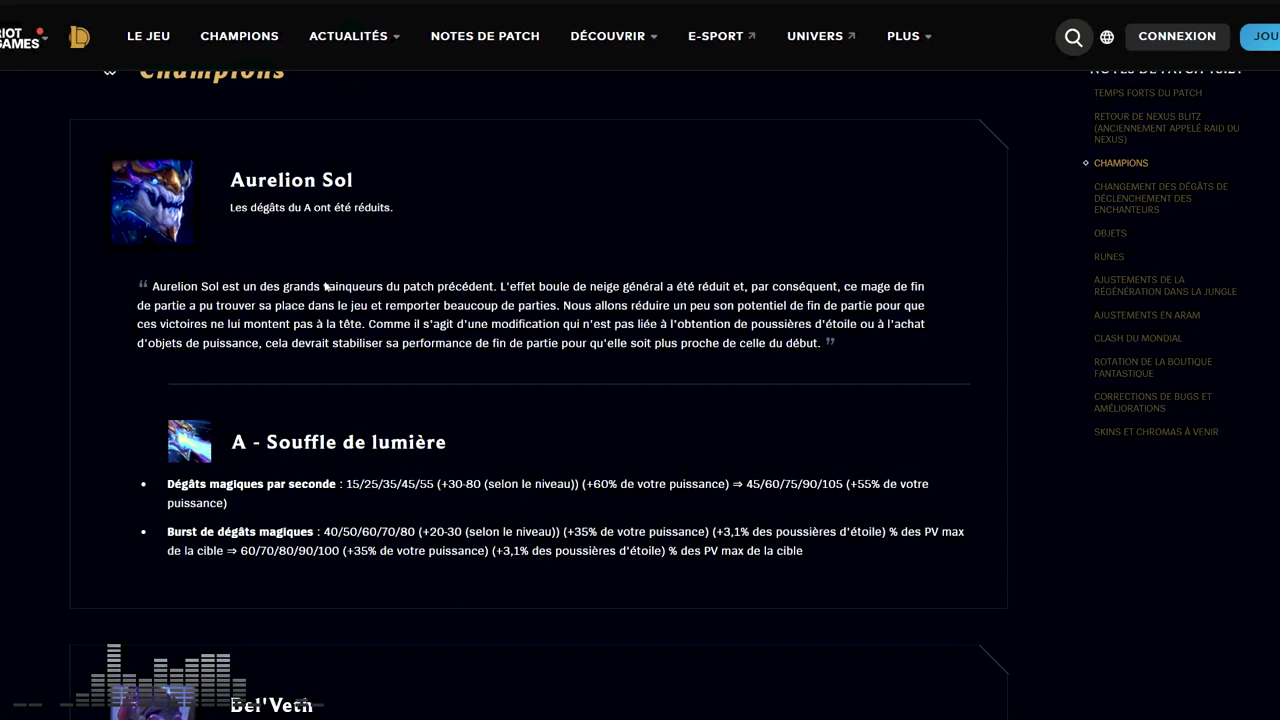 RIOT
GAMES
LE JEU
CHAMPIONS
ACTUALITÉS
NOTES DE PATCH
DÉCOUVRIR
E-SPORT
UNIVERS
PLUS
CONNEXION
JOU
Champions
Aurelion Sol
Les dégâts du A ont été réduits.
“ Aurelion Sol est un des grands vainqueurs du patch précédent. L'effet boule de neige général a été réduit et, par conséquent, ce mage de fin
de partie a pu trouver sa place dans le jeu et remporter beaucoup de parties. Nous allons réduire un peu son potentiel de fin de partie pour que
ces victoires ne lui montent pas à la tête. Comme il s'agit d'une modification qui n'est pas liée à l'obtention de poussières d'étoile ou à l'achat
d'objets de puissance, cela devrait stabiliser sa performance de fin de partie pour qu'elle soit plus proche de celle du début. ”
A - Souffle de lumière
• Dégâts magiques par seconde : 15/25/35/45/55 (+30-80 (selon le niveau)) (+60% de votre puissance) ⇒ 45/60/75/90/105 (+55% de votre
puissance)
• Burst de dégâts magiques : 40/50/60/70/80 (+20-30 (selon le niveau)) (+35% de votre puissance) (+3,1% des poussières d'étoile) % des PV max
de la cible ⇒ 60/70/80/90/100 (+35% de votre puissance) (+3,1% des poussières d'étoile) % des PV max de la cible
Bel'Veth
TEMPS FORTS DU PATCH
RETOUR DE NEXUS BLITZ
(ANCIENNEMENT APPELÉ RAID DU
NEXUS)
CHAMPIONS
CHANGEMENT DES DÉGÂTS DE
DÉCLENCHEMENT DES
ENCHANTEURS
OBJETS
RUNES
AJUSTEMENTS DE LA
RÉGÉNÉRATION DANS LA JUNGLE
AJUSTEMENTS EN ARAM
CLASH DU MONDIAL
ROTATION DE LA BOUTIQUE
FANTASTIQUE
CORRECTIONS DE BUGS ET
AMÉLIORATIONS
SKINS ET CHROMAS À VENIR